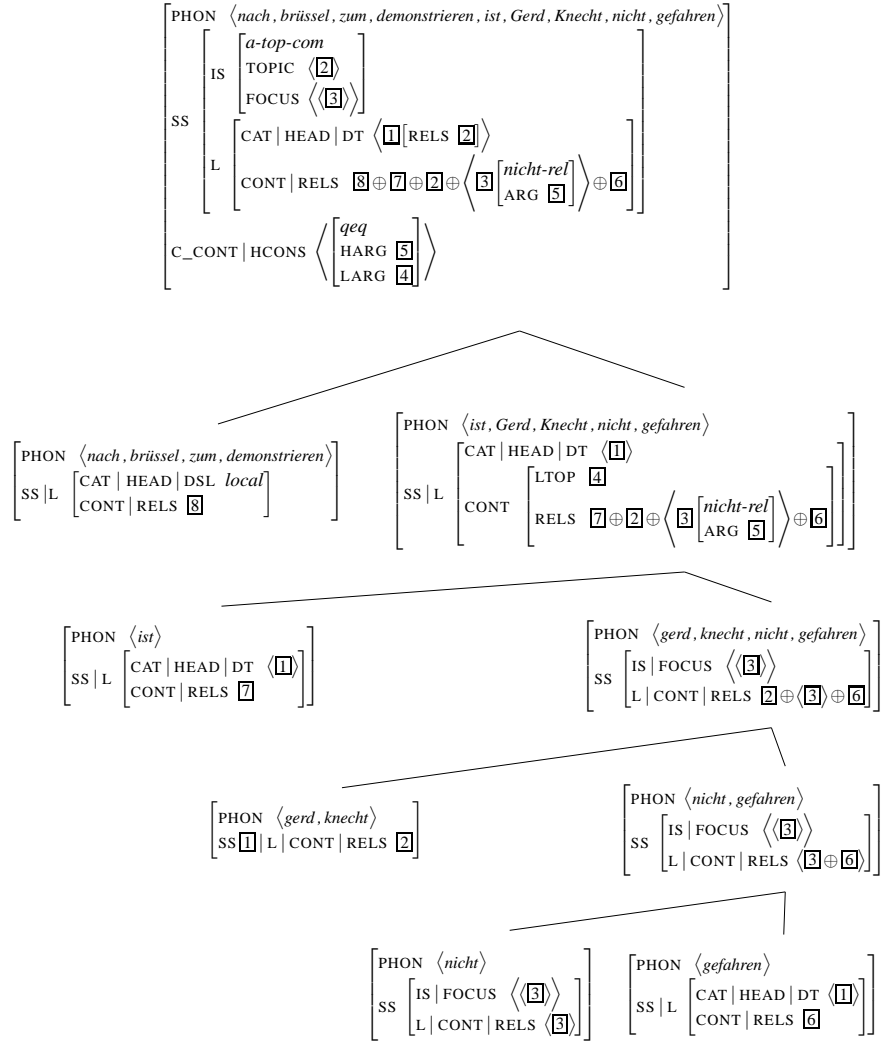 PHON ⟨nach, brüssel, zum, demonstrieren, ist, Gerd, Knecht, nicht, gefahren⟩
a-top-com
IS TOPIC ⟨2⟩
FOCUS ⟨⟨3⟩⟩
SS
CAT | HEAD | DT ⟨1[RELS 2]⟩
L
CONT | RELS 8 ⊕ 7 ⊕ 2 ⊕ ⟨3 [nicht-rel
ARG 5]⟩ ⊕ 6
qeq
C_CONT | HCONS ⟨[HARG 5
LARG 4]⟩
PHON ⟨nach, brüssel, zum, demonstrieren⟩
SS | L [CAT | HEAD | DSL local
CONT | RELS 8]
PHON ⟨ist, Gerd, Knecht, nicht, gefahren⟩
CAT | HEAD | DT ⟨1⟩
SS | L
LTOP 4
CONT
RELS 7 ⊕ 2 ⊕ ⟨3 [nicht-rel
ARG 5]⟩ ⊕ 6
PHON ⟨ist⟩
SS | L [CAT | HEAD | DT ⟨1⟩
CONT | RELS 7]
PHON ⟨gerd, knecht, nicht, gefahren⟩
SS [IS | FOCUS ⟨⟨3⟩⟩
L | CONT | RELS 2 ⊕ ⟨3⟩ ⊕ 6]
PHON ⟨gerd, knecht⟩
SS 1 | L | CONT | RELS 2
PHON ⟨nicht, gefahren⟩
SS [IS | FOCUS ⟨⟨3⟩⟩
L | CONT | RELS ⟨3 ⊕ 6⟩]
PHON ⟨nicht⟩
SS [IS | FOCUS ⟨⟨3⟩⟩
L | CONT | RELS ⟨3⟩]
PHON ⟨gefahren⟩
SS | L [CAT | HEAD | DT ⟨1⟩
CONT | RELS 6]